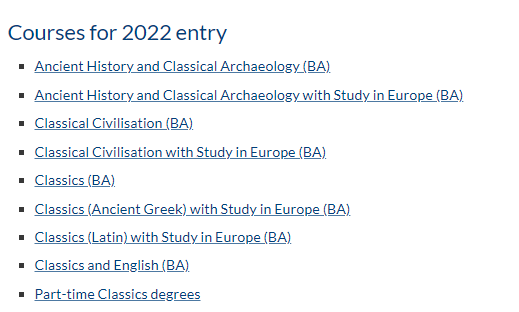 Courses for 2022 entry
Ancient History and Classical Archaeology (BA)
Ancient History and Classical Archaeology with Study in Europe (BA)
Classical Civilisation (BA)
Classical Civilisation with Study in Europe (BA)
Classics (BA)
Classics (Ancient Greek) with Study in Europe (BA)
Classics (Latin) with Study in Europe (BA)
Classics and English (BA)
Part-time Classics degrees